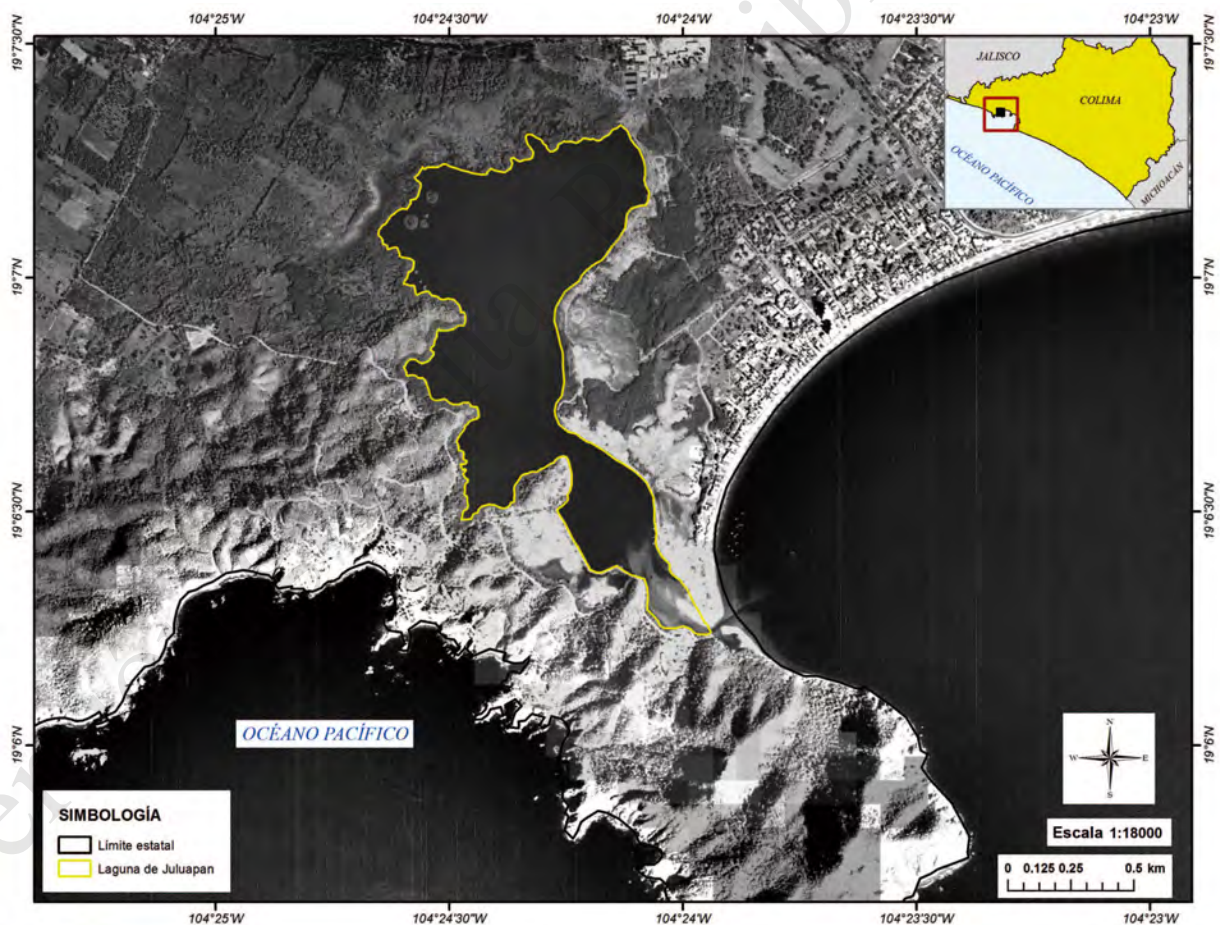 104°25'W 104°24'30"W 104°24'W 104°23'30"W 104°23'W
19°7'30"N 19°7'30"N
JALISCO
COLIMA
OCÉANO PACÍFICO
MICHOACÁN
19°7'N 19°7'N
19°6'30"N 19°6'30"N
19°6'N 19°6'N
OCÉANO PACÍFICO
N
W E
S
SIMBOLOGÍA
Límite estatal
Laguna de Juluapan
Escala 1:18000
0 0.125 0.25 0.5 km
104°25'W 104°24'30"W 104°24'W 104°23'30"W 104°23'W